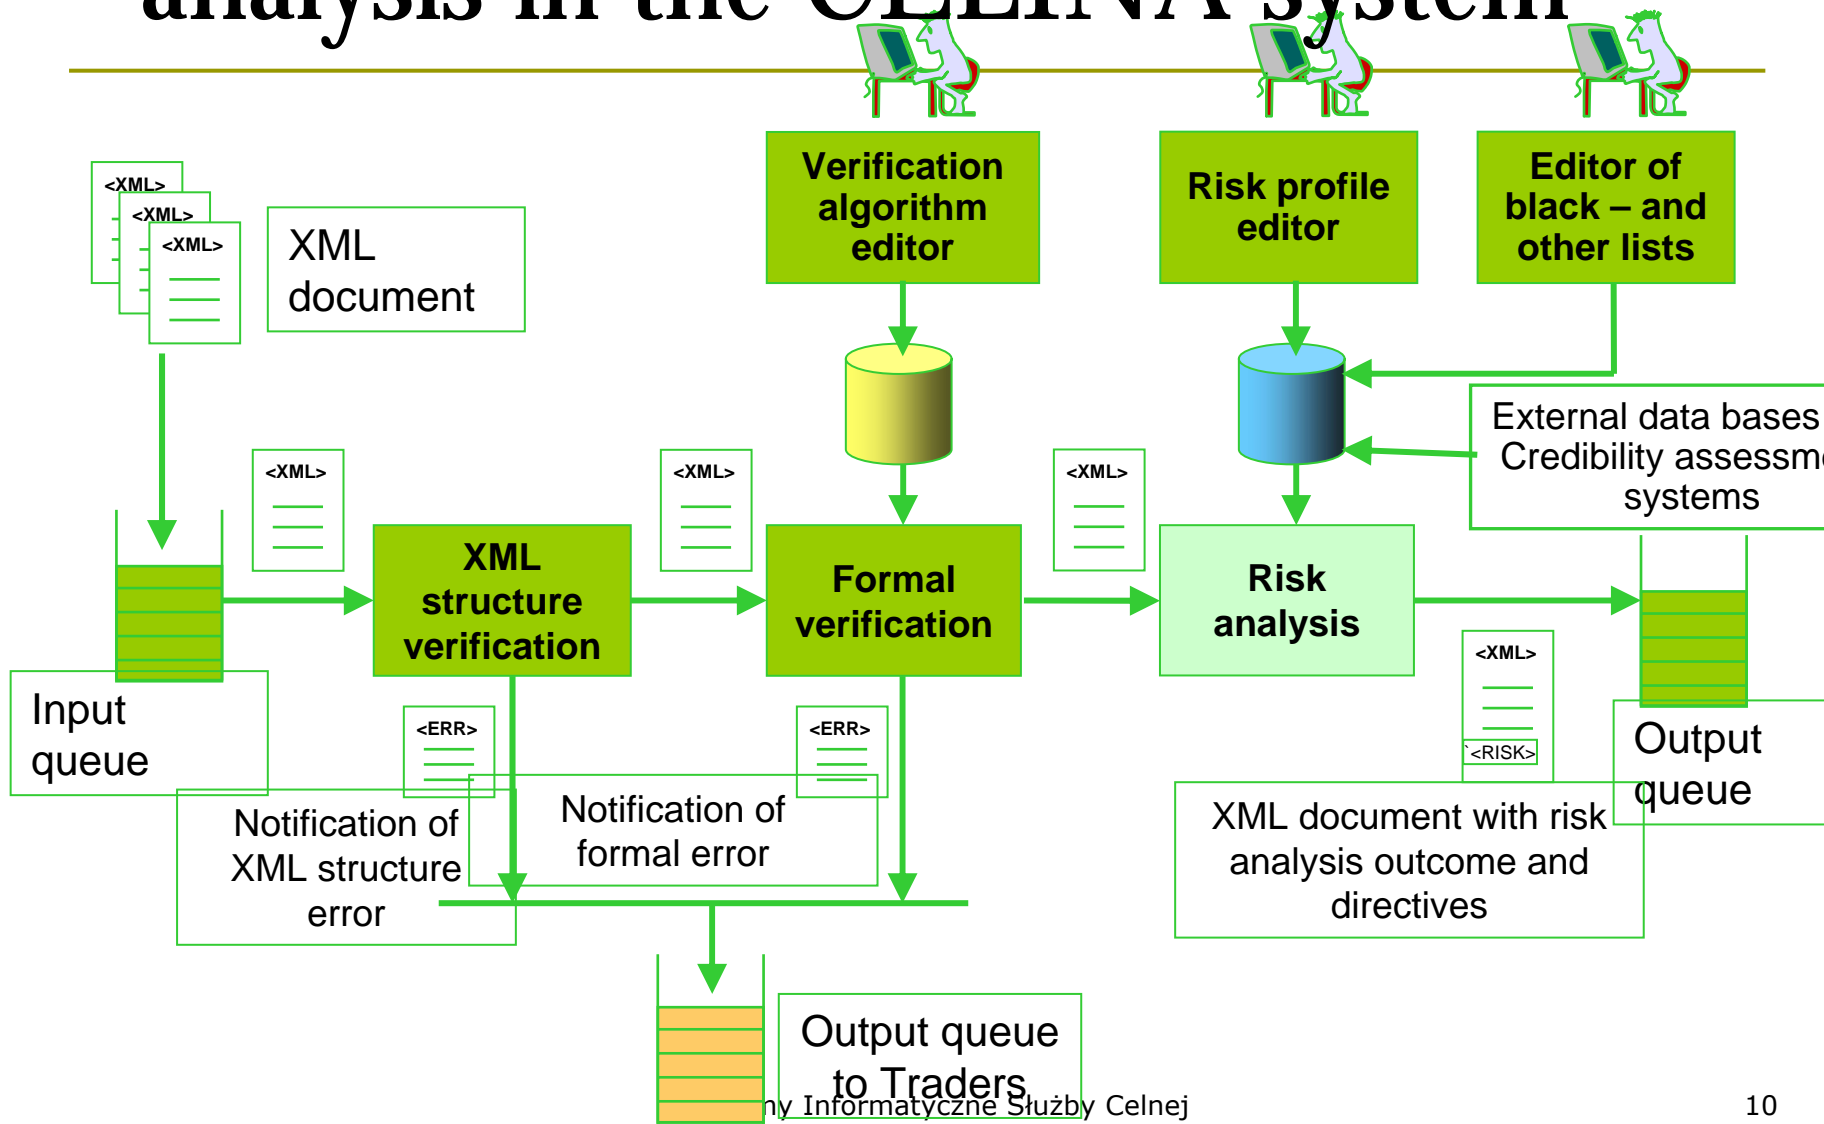 analysis in the CELINA system
Verification
algorithm
editor
Risk profile
editor
Editor of
black – and
other lists
<XML>
<XML>
<XML>
XML
document
External data bases
Credibility
systems
<XML>
<XML>
<XML>
XML
structure
verification
Formal
verification
Risk
analysis
Input
queue
<ERR>
<ERR>
<XML>
`<RISK>
Output
queue
Notification of
XML structure
error
Notification of
formal error
XML document with risk
analysis outcome and
directives
Output queue
to Traders
Informatyczne Służby Celnej
10